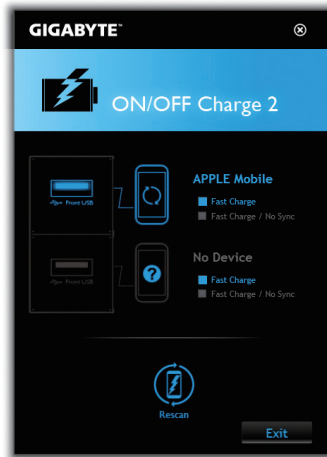 GIGABYTE™
ON/OFF Charge 2
APPLE Mobile
Front USB
Fast Charge
Fast Charge / No Sync
No Device
Front USB
Fast Charge
Fast Charge / No Sync
Rescan
Exit